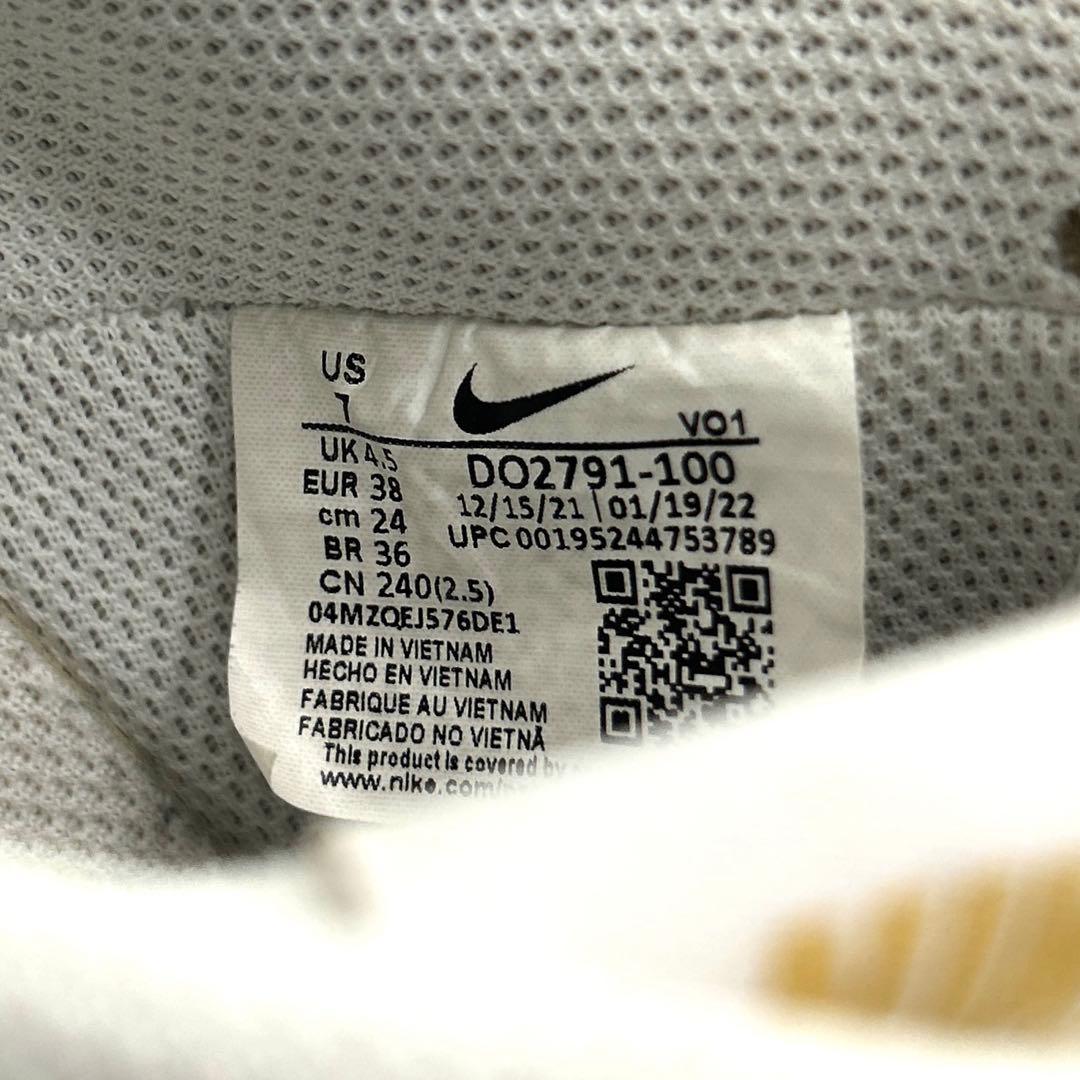 US
7
VO1
UK 4.5
DO2791-100
EUR 38
12/15/21 \ 01/19/22
cm 24
UPC 00195244753789
BR 36
CN 240(2.5)
04MZQEJ576DE1
MADE IN VIETNAM
HECHO EN VIETNAM
FABRIQUE AU VIETNAM
FABRICADO NO VIETNÃ
This product is covered by
www.nike.com/